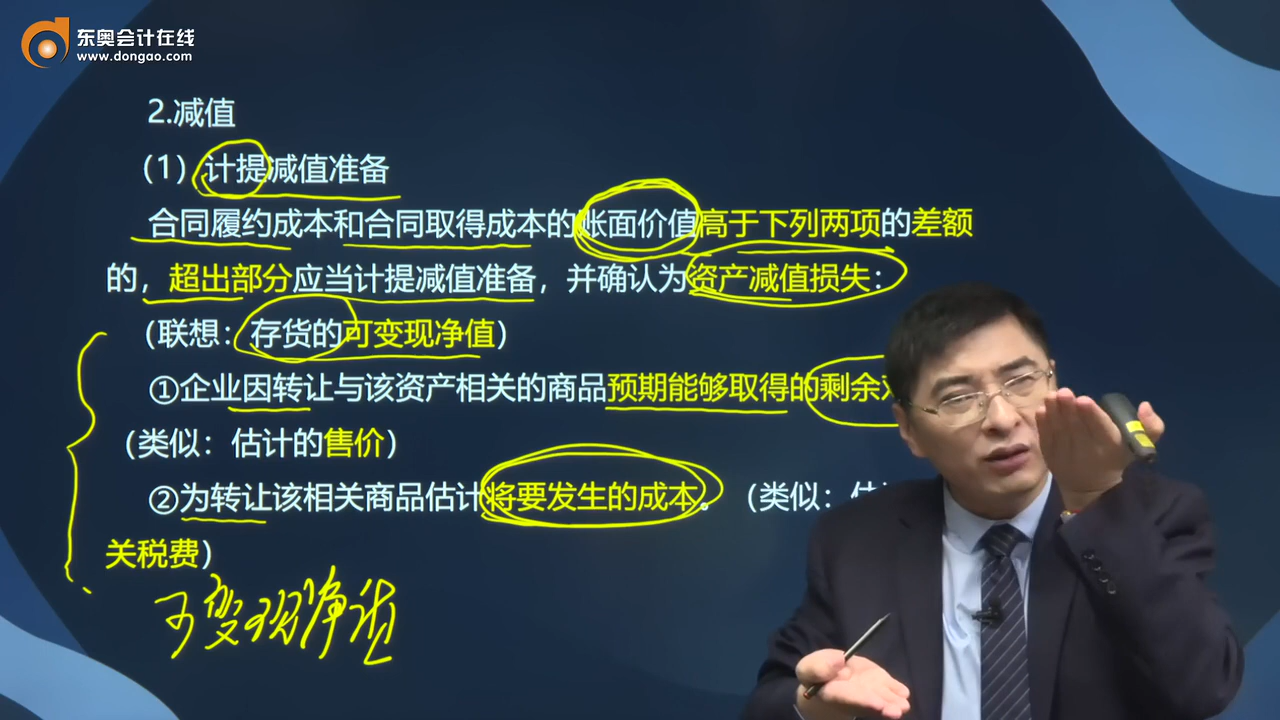 东奥会计在线
www.dongao.com
2.减值
（1）计提减值准备
合同履约成本和合同取得成本的账面价值高于下列两项的差额
的，超出部分应当计提减值准备，并确认为资产减值损失：
（联想：存货的可变现净值）
①企业因转让与该资产相关的商品预期能够取得的剩余
（类似：估计的售价）
②为转让该相关商品估计将要发生的成本。（类似：估
关税费）
可变现净值